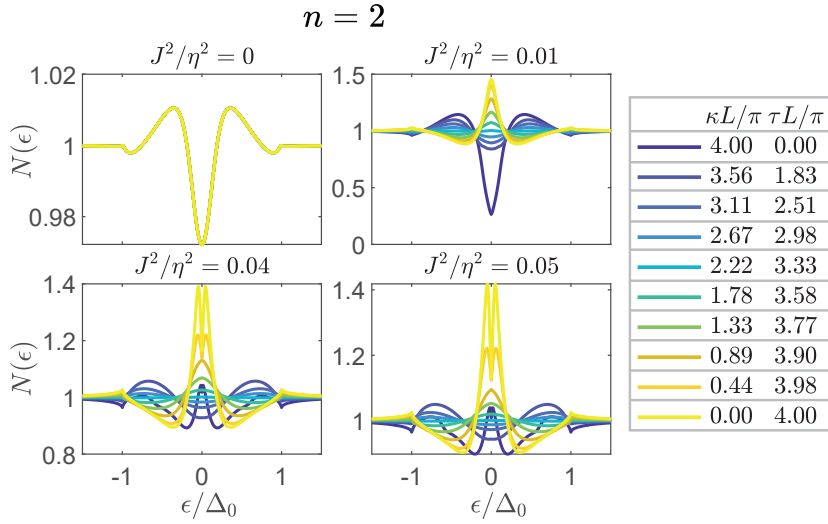 n = 2
J²/η² = 0
J²/η² = 0.01
1.02
1
0.98
N(ϵ)
1.5
1
0.5
0
J²/η² = 0.04
J²/η² = 0.05
1.4
1.2
1
0.8
N(ϵ)
1.4
1.2
1
-1 0 1
-1 0 1
ϵ/Δ₀
ϵ/Δ₀
κL/π τL/π
4.00 0.00
3.56 1.83
3.11 2.51
2.67 2.98
2.22 3.33
1.78 3.58
1.33 3.77
0.89 3.90
0.44 3.98
0.00 4.00